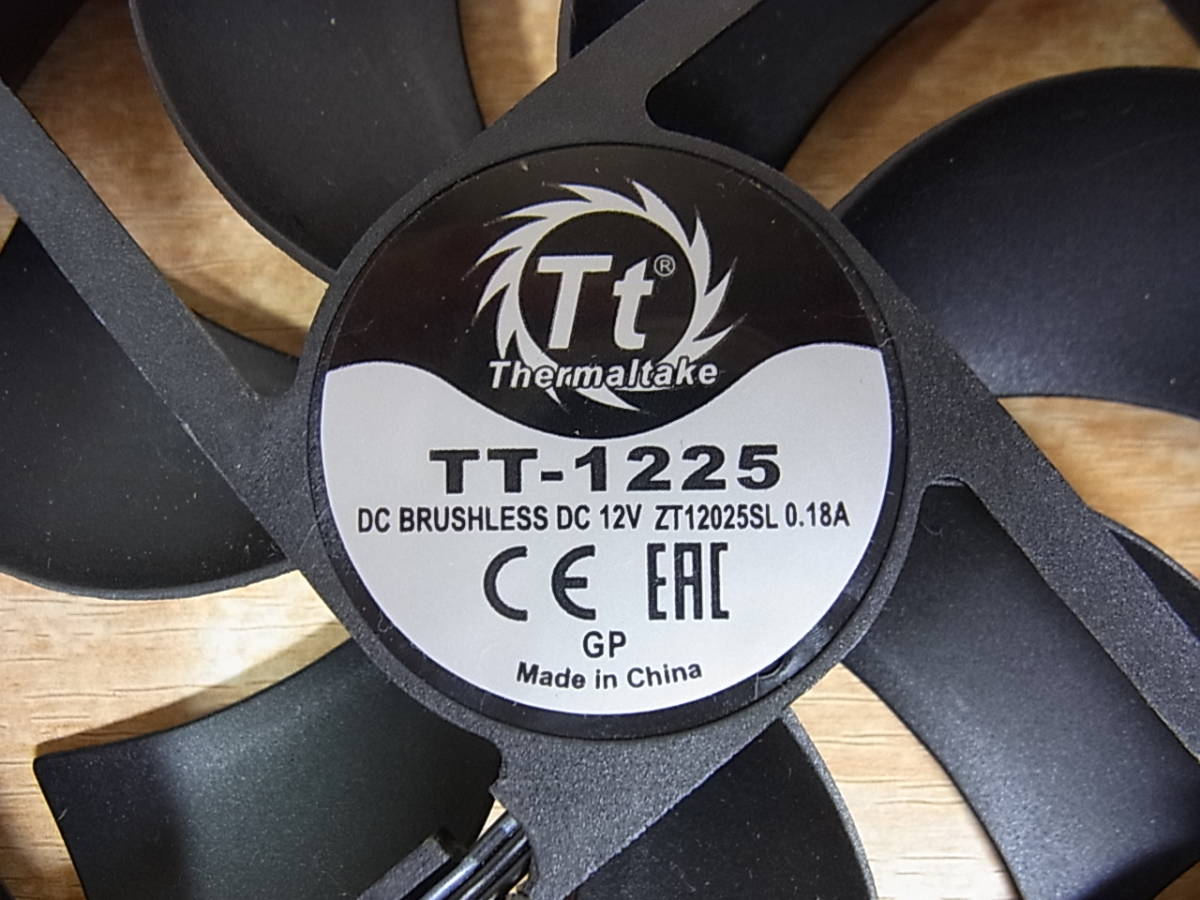 Tt®
Thermaltake
TT-1225
DC BRUSHLESS DC 12V ZT12025SL 0.18A
CE EAC
GP
Made in China